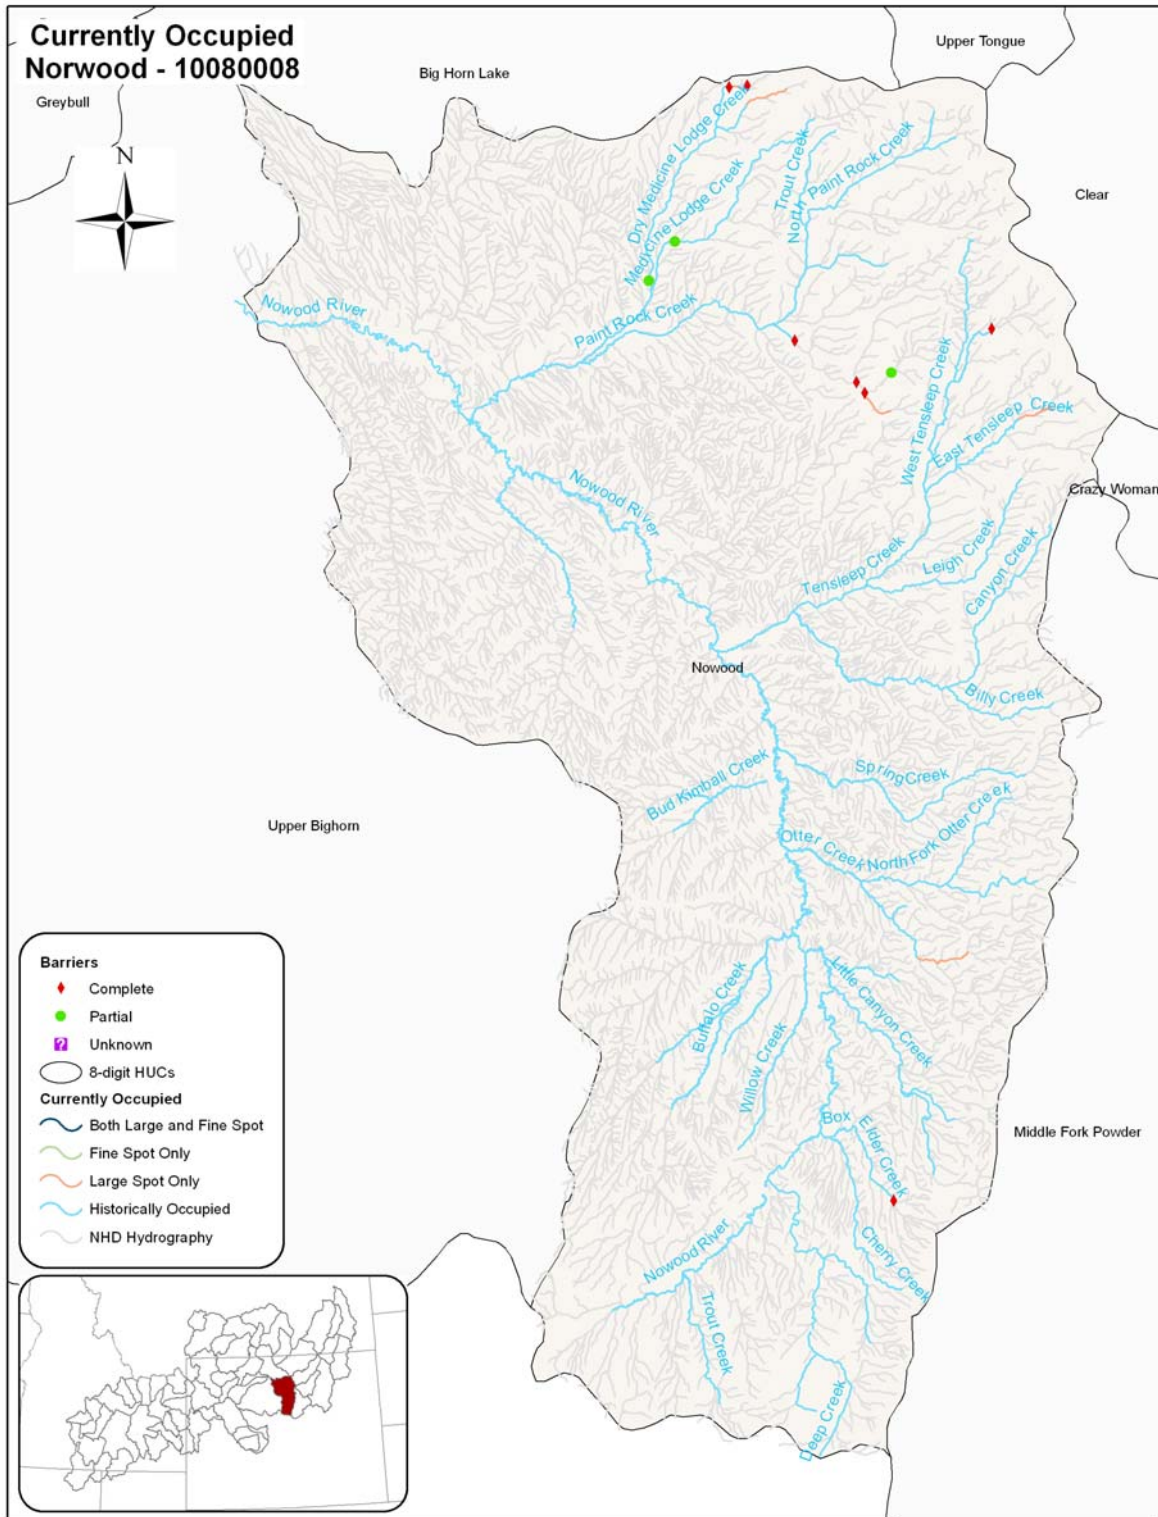 Currently Occupied
Norwood - 10080008
Upper Tongue
Big Horn Lake
Greybull
N
Clear
Dry Medicine Lodge Creek
Medicine Lodge Creek
Trout Creek
North Paint Rock Creek
Nowood River
Paint Rock Creek
West Tensleep Creek
East Tensleep Creek
Crazy Woman
Nowood River
Tensleep Creek
Leigh Creek
Canyon Creek
Nowood
Billy Creek
Spring Creek
Bud Kimball Creek
Upper Bighorn
Otter Creek
North Fork Otter Creek
Little Canyon Creek
Buffalo Creek
Willow Creek
Box
Elder Creek
Middle Fork Powder
Nowood River
Cherry Creek
Trout Creek
Deep Creek
Barriers
Complete
Partial
?
Unknown
8-digit HUCs
Currently Occupied
Both Large and Fine Spot
Fine Spot Only
Large Spot Only
Historically Occupied
NHD Hydrography